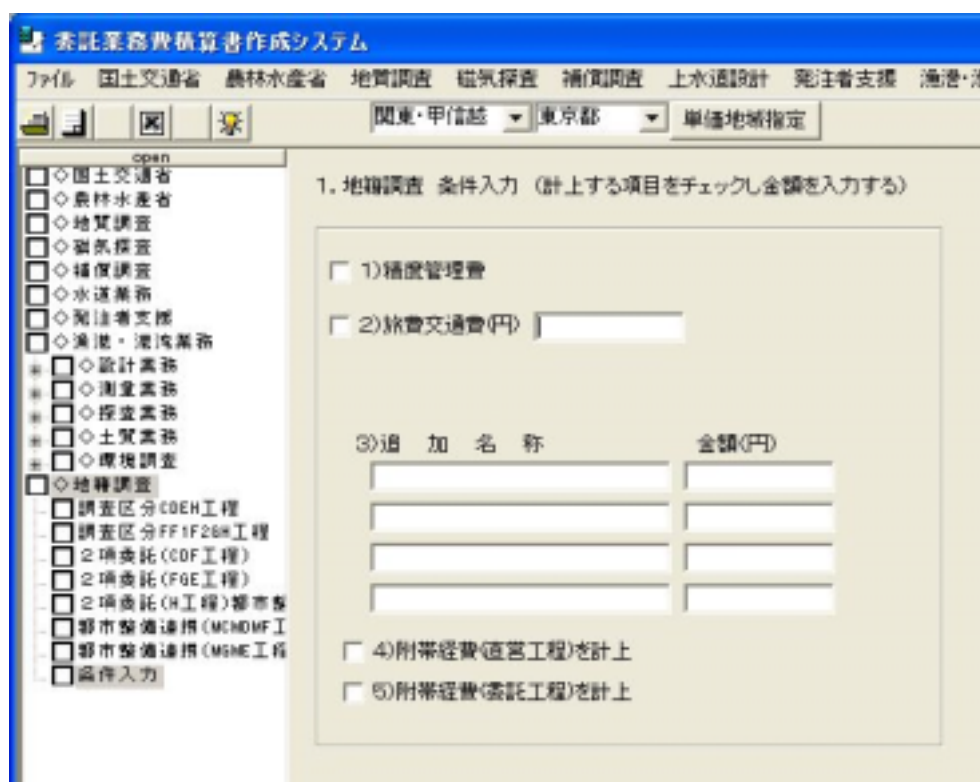 委託業務費積算書作成システム
ファイル 国土交通省 農林水産省 地質調査 磁気探査 補償調査 上水道設計 発注者支援 漁港・
関東・甲信越 東京都 単価地域指定
open
◇国土交通省
◇農林水産省
◇地質調査
◇磁気探査
◇補償調査
◇水道業務
◇発注者支援
◇漁港・港湾業務
◇設計業務
◇測量業務
◇探査業務
◇土質業務
◇環境調査
◇地籍調査
調査区分CDEH工程
調査区分FF1F2GH工程
2項委託(CDF工程)
2項委託(FGE工程)
2項委託(H工程)都市整
都市整備連携(MCMDMF工
都市整備連携(MGME工程
条件入力
1.地籍調査 条件入力 (計上する項目をチェックし金額を入力する)
1)精度管理費
2)旅費交通費(円)
3)追 加 名 称 金額(円)
4)附帯経費(直営工程)を計上
5)附帯経費(委託工程)を計上